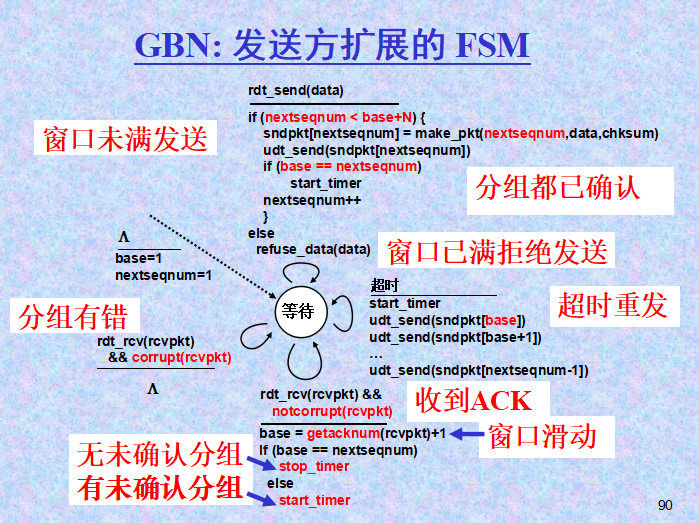 GBN: 发送方扩展的 FSM
rdt_send(data)
if (nextseqnum < base+N) {
sndpkt[nextseqnum] = make_pkt(nextseqnum,data,chksum)
udt_send(sndpkt[nextseqnum])
if (base == nextseqnum)
start_timer
nextseqnum++
}
else
refuse_data(data)
窗口未满发送
分组都已确认
窗口已满拒绝发送
Λ
base=1
nextseqnum=1
等待
超时
start_timer
udt_send(sndpkt[base])
udt_send(sndpkt[base+1])
…
udt_send(sndpkt[nextseqnum-1])
超时重发
分组有错
rdt_rcv(rcvpkt)
&& corrupt(rcvpkt)
Λ
rdt_rcv(rcvpkt) &&
notcorrupt(rcvpkt)
收到ACK
base = getacknum(rcvpkt)+1
If (base == nextseqnum)
stop_timer
else
start_timer
窗口滑动
无未确认分组
有未确认分组
90